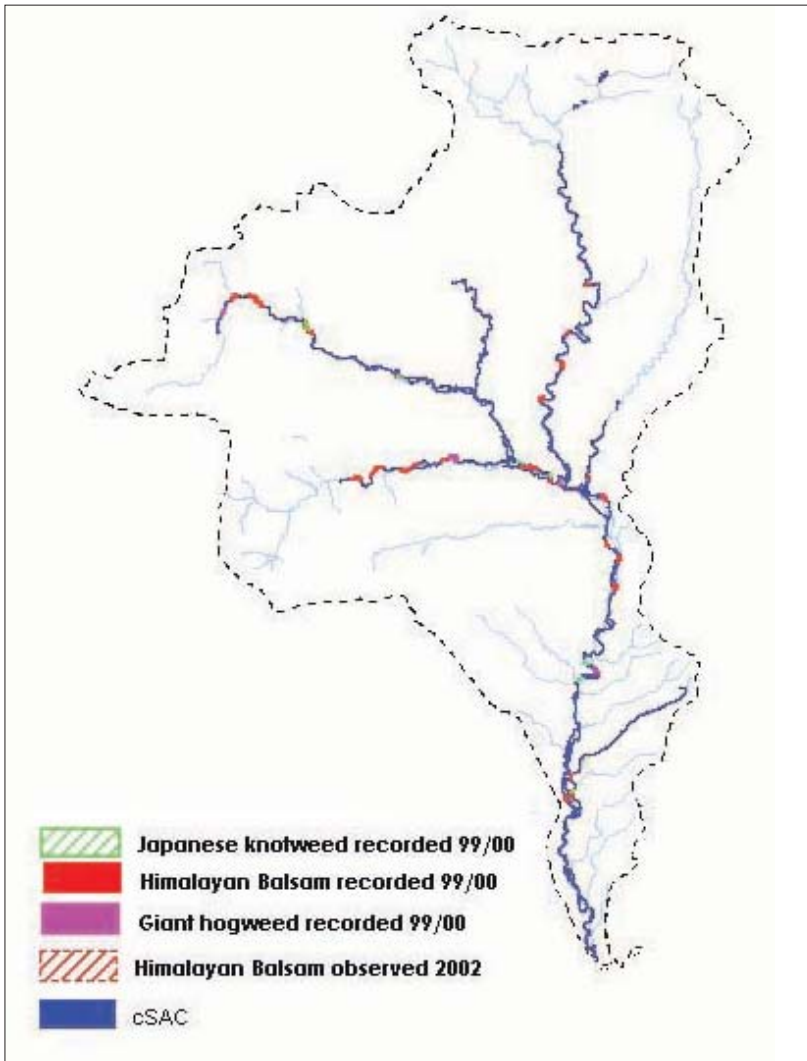 Japanese knotweed recorded 99/00
Himalayan Balsam recorded 99/00
Giant hogweed recorded 99/00
Himalayan Balsam observed 2002
cSAC